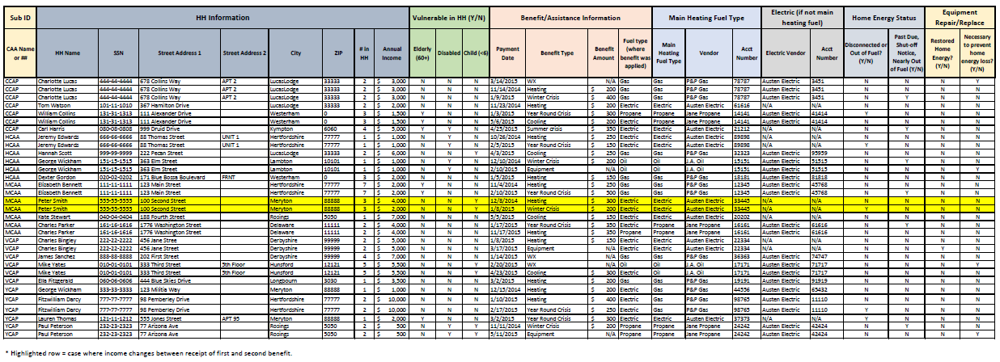 Sub ID HH Information Vulnerable in HH (Y/N) Benefit/Assistance Information Main Heating Fuel Type Electric (if not main heating fuel) Home Energy Status Equipment Repair/Replace
CAA Name or ## HH Name SSN Street Address 1 Street Address 2 City ZIP # in HH Annual Income Elderly (60+) Disabled Child (<6) Payment Date Benefit Type Benefit Amount Fuel type (where benefit was applied) Main Heating Fuel Type Vendor Acct Number Electric Vendor Acct Number Disconnected or Out of Fuel? (Y/N) Past Due, Shut-off Notice, Nearly Out of Fuel (Y/N) Restored Home Energy? (Y/N) Necessary to prevent home energy loss? (Y/N)
CCAP Charlotte Lucas 444-44-4444 678 Collins Way APT 2 LucasLodge 33333 2 $ 3,000 N N N 3/14/2015 WX N/A Gas Gas P&P Gas 78787 Austen Electric 3451 N N N Y
CCAP Charlotte Lucas 444-44-4444 678 Collins Way APT 2 LucasLodge 33333 2 $ 3,000 N N N 11/14/2014 Heating $ 200 Gas Gas P&P Gas 78787 Austen Electric 3451 N N N N
CCAP Charlotte Lucas 444-44-4444 678 Collins Way APT 2 LucasLodge 33333 2 $ 3,000 N N N 1/9/2015 Winter Crisis $ 400 Gas Gas P&P Gas 78787 Austen Electric 3451 N Y N N
CCAP Tom Watson 101-11-1010 367 Hamilton Drive LucasLodge 33333 2 $ 2,000 N N N 11/23/2014 Heating $ 200 Electric Electric Austen Electric 61616 N/A N/A N N N N
CCAP William Collins 131-31-1313 111 Alexander Drive Westerham 0 3 $ 1,500 Y N N 1/3/2015 Year Round Crisis $ 300 Propane Propane Jane Propane 14141 Austen Electric 41414 N Y N N
CCAP William Collins 131-31-1313 111 Alexander Drive Westerham 0 3 $ 1,500 Y N N 5/6/2015 Cooling $ 200 Electric Propane Jane Propane 14141 Austen Electric 41414 N N N N
CCAP Carl Harris 080-08-0808 999 Druid Drive Kympton 6060 4 $ 5,000 Y N N 4/25/2015 Summer crisis $ 350 Electric Electric Austen Electric 21212 N/A N/A N Y N N
HCAA Jeremy Edwards 666-66-6666 88 Thomas Street UNIT 1 Hertfordshire 77777 1 $ 1,000 N Y N 10/26/2014 Heating $ 250 Electric Electric Austen Electric 89898 N/A N/A N N N N
HCAA Jeremy Edwards 666-66-6666 88 Thomas Street UNIT 1 Hertfordshire 77777 1 $ 1,000 N Y N 2/5/2015 Year Round Crisis $ 150 Electric Electric Austen Electric 89898 N/A N/A Y N N N
HCAA Hannah Scott 999-99-9999 222 Pecan Street LucasLodge 33333 2 $ 6,000 N N Y 4/3/2015 Cooling $ 250 Gas Gas P&P Gas 32323 Austen Electric 95959 N N N N
HCAA George Wickham 151-15-1515 363 Elm Street Lambton 10101 1 $ 1,000 N Y N 12/10/2014 Winter Crisis $ 200 Oil Oil J.A. Oil 15151 Austen Electric 51515 N Y N N
HCAA George Wickham 151-15-1515 363 Elm Street Lambton 10101 1 $ 1,000 N Y N 2/10/2015 Equipment N/A Oil Oil J.A. Oil 15151 Austen Electric 51515 N N Y N
HCAA Dexter Gordon 020-02-0202 171 Blue Bossa Boulevard FRNT Westerham 0 3 $ 2,000 N N N 1/5/2015 Heating $ 150 Gas Gas P&P Gas 18181 Austen Electric 81818 N N N N
MCAA Elizabeth Bennett 111-11-1111 123 Main Street Hertfordshire 77777 7 $ 2,000 Y N N 11/4/2014 Heating $ 250 Gas Gas P&P Gas 12345 Austen Electric 45768 N N N N
MCAA Elizabeth Bennett 111-11-1111 123 Main Street Hertfordshire 77777 7 $ 2,000 Y N N 2/10/2015 Year Round Crisis $ 500 Gas Gas P&P Gas 12345 Austen Electric 45768 N Y N N
MCAA Peter Smith 555-55-5555 100 Second Street Meryton 88888 3 $ 4,000 N N Y 12/8/2014 Heating $ 300 Electric Electric Austen Electric 33445 N/A N/A N N N N
MCAA Peter Smith 555-55-5555 100 Second Street Meryton 88888 3 $ 2,000 N N Y 1/8/2015 Winter Crisis $ 200 Electric Electric Austen Electric 33445 N/A N/A Y N N N
MCAA Kate Stewart 040-04-0404 188 Fourth Street Rosings 5050 1 $ 7,000 N N N 5/5/2015 Cooling $ 150 Electric Electric Austen Electric 20202 N/A N/A N N N N
MCAA Charles Parker 161-16-1616 1776 Washington Street Delaware 11111 2 $ 4,000 N N N 6/17/2015 Year Round Crisis $ 350 Electric Propane Jane Propane 16161 Austen Electric 61616 N Y N N
MCAA Charles Parker 161-16-1616 1776 Washington Street Delaware 11111 2 $ 4,000 N N N 11/17/2015 Heating $ 350 Propane Propane Jane Propane 16161 Austen Electric 61616 N N N N
VCAP Charles Bingley 222-22-2222 456 Jane Stree Derbyshire 99999 2 $ 5,000 N N N 1/8/2015 Heating $ 150 Electric Electric Austen Electric 22334 N/A N/A N N N N
VCAP Charles Bingley 222-22-2222 456 Jane Street Derbyshire 99999 2 $ 5,000 N N N 3/17/2015 Equipment N/A Electric Electric Austen Electric 22334 N/A N/A N N Y N
VCAP James Sanchez 888-88-8888 202 First Street Derbyshire 99999 4 $ 7,000 N N N 1/14/2015 WX N/A Gas Gas P&P Gas 36363 Austen Electric 74747 N N N N
VCAP Mike Yates 010-01-0101 333 Third Street 5th Floor Hunsford 12121 5 $ 5,500 N N Y 2/20/2015 WX Oil Oil J.A. Oil 17171 Austen Electric 71717 N N N Y
VCAP Mike Yates 010-01-0101 333 Third Street 5th Floor Hunsford 12121 5 $ 5,500 N N Y 4/23/2015 Cooling $ 300 Electric Oil J.A. Oil 17171 Austen Electric 71717 N N N N
YCAP Ella Fitzgerald 060-06-0606 444 Blue Skies Drive Longbourn 3030 1 $ 3,500 N N N 3/2/2015 Heating $ 200 Gas Gas P&P Gas 19191 Austen Electric 91919 N N N N
YCAP George Wickham 333-33-3333 123 Militia Way Meryton 88888 1 $ 1,000 N N N 12/15/2014 Heating $ 200 Electric Gas P&P Gas 44556 Austen Electric 65432 N N N N
YCAP Fitzwilliam Darcy 777-77-7777 98 Pemberley Drive Hertfordshire 77777 2 $ 10,000 N N N 1/10/2015 Heating $ 400 Electric Gas P&P Gas 98765 Austen Electric 11110 N N N N
YCAP Fitzwilliam Darcy 777-77-7777 98 Pemberley Drive Hertfordshire 77777 2 $ 10,000 N N N 2/17/2015 Year Round Crisis $ 250 Electric Gas P&P Gas 98765 Austen Electric 11110 Y N N N
YCAP Lauren Thomas 121-11-1212 555 Jones Street APT 95 Meryton 88888 1 $ 2,000 Y N N 3/2/2015 Year Round Crisis $ 300 Electric Electric Austen Electric 37373 N/A N/A Y N N N
YCAP Paul Peterson 232-23-2323 77 Arizona Ave Rosings 5050 2 $ 500 N Y Y 11/11/2014 Winter Crisis $ 200 Propane Propane Jane Propane 24242 Austen Electric 42424 N Y N N
YCAP Paul Peterson 232-23-2323 77 Arizona Ave Rosings 5050 2 $ 500 N Y Y 5/11/2015 Equipment N/A Propane Propane Jane Propane 24242 Austen Electric 42424 N N N Y
* Highlighted row = case where income changes between receipt of first and second benefit.